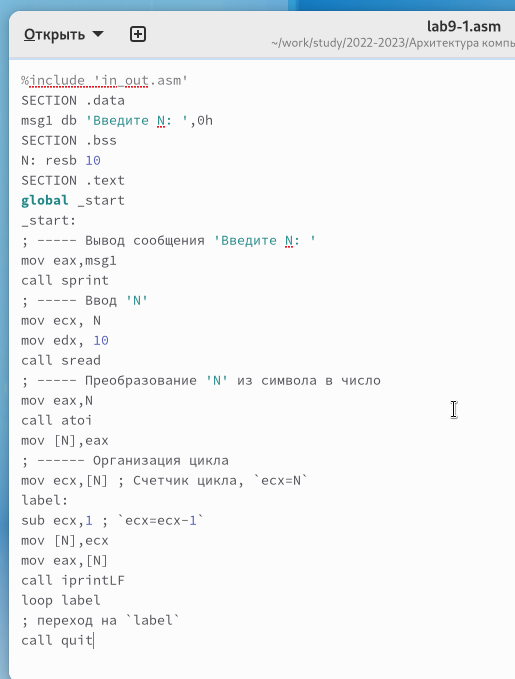 Открыть
lab9-1.asm
~/work/study/2022-2023/Архитектура
%include 'in_out.asm'
SECTION .data
msg1 db 'Введите N: ',0h
SECTION .bss
N: resb 10
SECTION .text
global _start
_start:
; ----- Вывод сообщения 'Введите N: '
mov eax,msg1
call sprint
; ----- Ввод 'N'
mov ecx, N
mov edx, 10
call sread
; ----- Преобразование 'N' из символа в число
mov eax,N
call atoi
mov [N],eax
; ------ Организация цикла
mov ecx,[N] ; Счетчик цикла, `ecx=N`
label:
sub ecx,1 ; `ecx=ecx-1`
mov [N],ecx
mov eax,[N]
call iprintLF
loop label
; переход на `label`
call quit